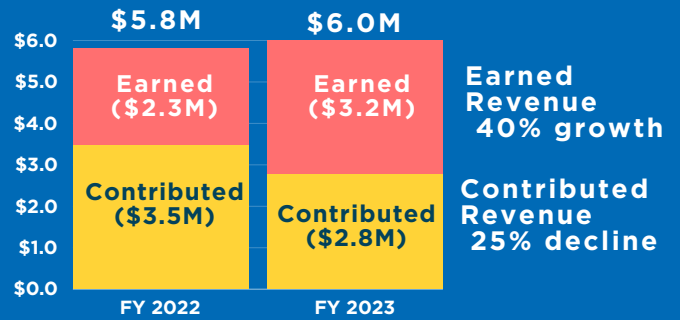 $5.8M
$6.0M
$6.0
$5.0
$4.0
$3.0
$2.0
$1.0
$0.0
Earned
($2.3M)
Contributed
($3.5M)
Earned
($3.2M)
Contributed
($2.8M)
FY 2022
FY 2023
Earned
Revenue
40% growth
Contributed
Revenue
25% decline